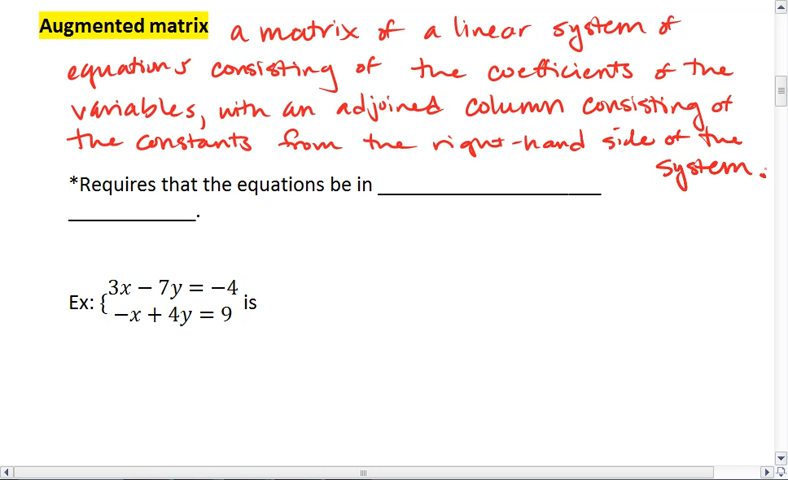 Augmented matrix a matrix of a linear system of
equations consisting of the coefficients of the
variables, with an adjoined column consisting of
the constants from the right-hand side of the
system.
*Requires that the equations be in ____________________
____________.
3x − 7y = −4
Ex: { is
−x + 4y = 9